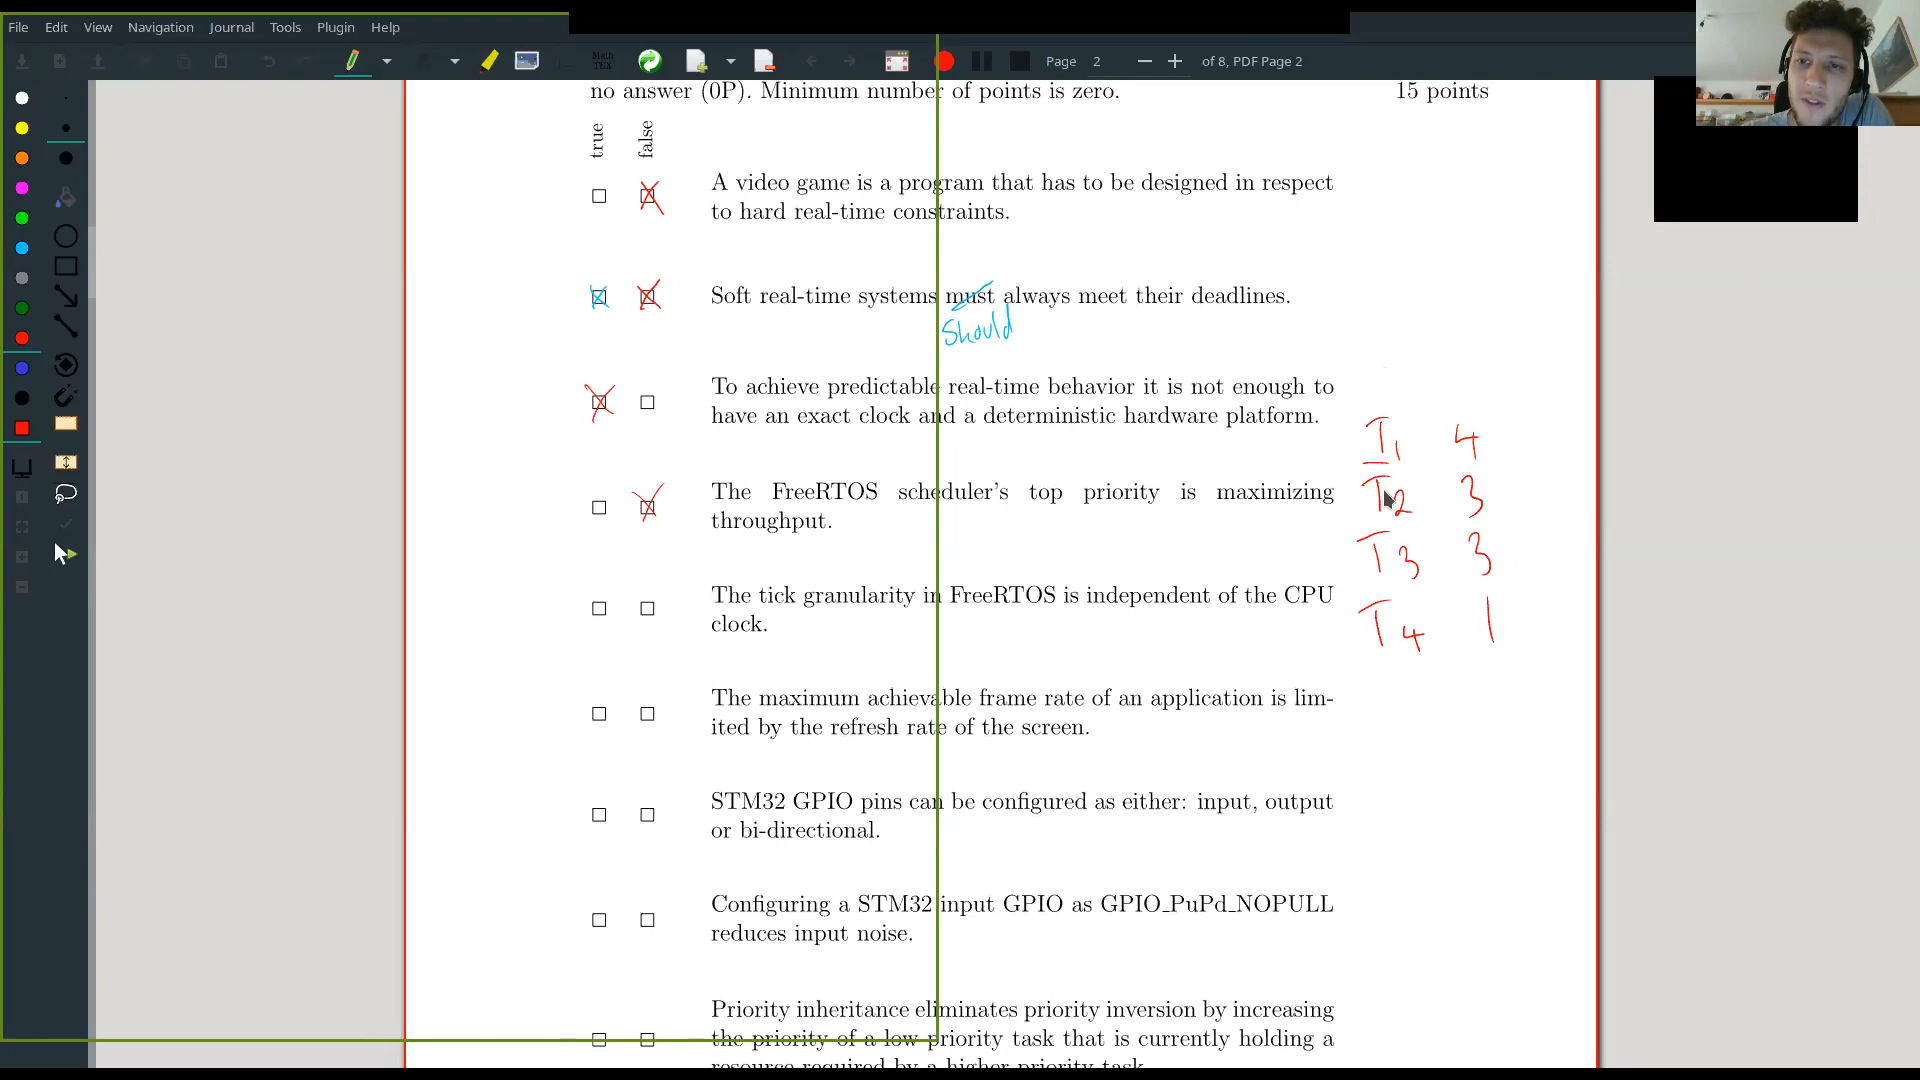 File Edit View Navigation Journal Tools Plugin Help
Math TEX
Page 2 of 8, PDF Page 2
no answer (0P). Minimum number of points is zero. 15 points
true false
A video game is a program that has to be designed in respect
to hard real-time constraints.
Soft real-time systems must always meet their deadlines.
Should
To achieve predictable real-time behavior it is not enough to
have an exact clock and a deterministic hardware platform.
T1 4
The FreeRTOS scheduler's top priority is maximizing
T2 3
throughput.
T3 3
The tick granularity in FreeRTOS is independent of the CPU
clock.
T4 1
The maximum achievable frame rate of an application is lim-
ited by the refresh rate of the screen.
STM32 GPIO pins can be configured as either: input, output
or bi-directional.
Configuring a STM32 input GPIO as GPIO_PuPd_NOPULL
reduces input noise.
Priority inheritance eliminates priority inversion by increasing
the priority of a low priority task that is currently holding a
resource required by a higher priority task